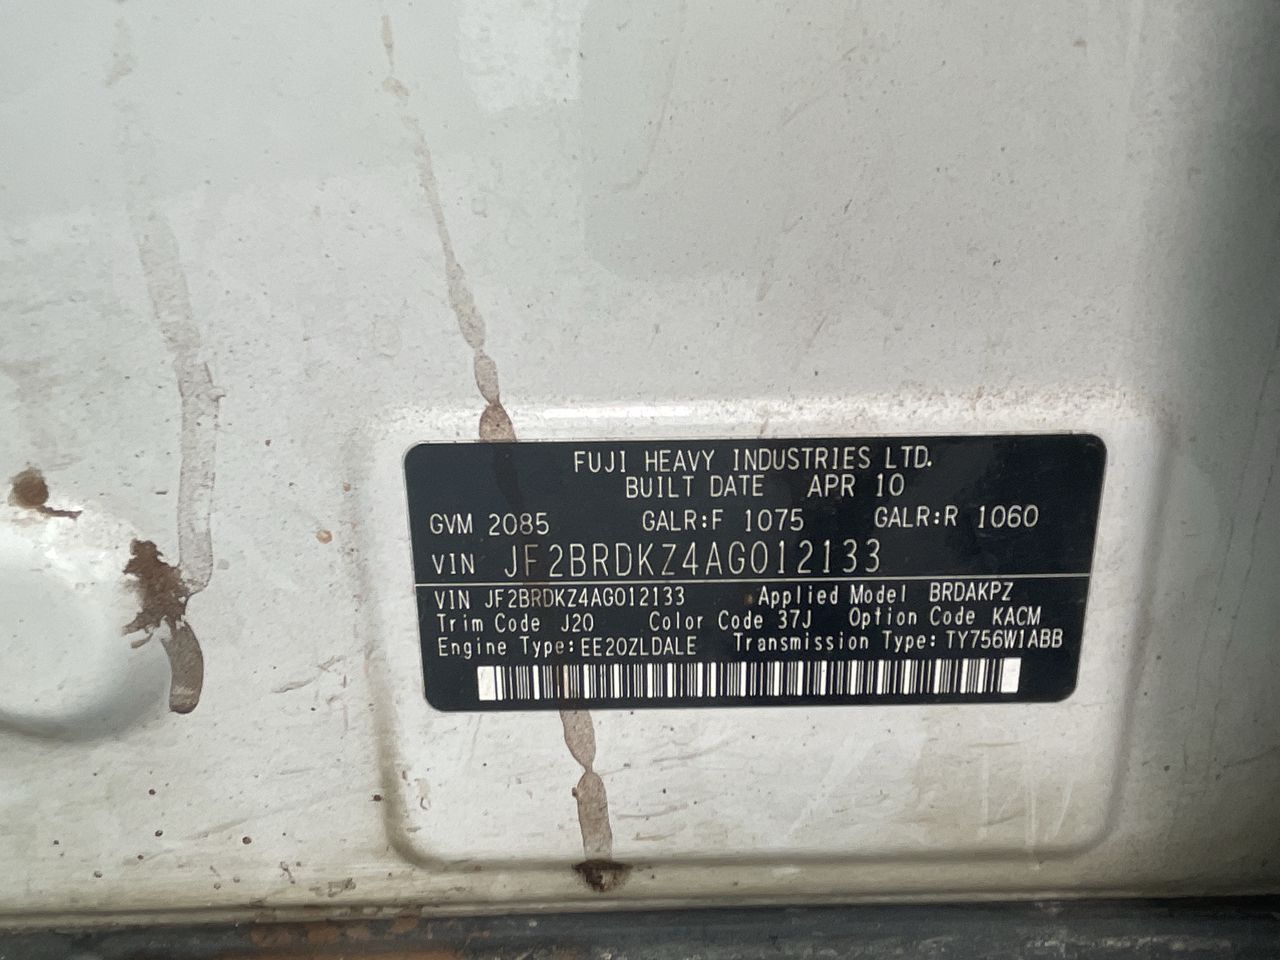 FUJI HEAVY INDUSTRIES LTD.
BUILT DATE APR 10
GVM 2085 GALR:F 1075 GALR:R 1060
VIN JF2BRDKZ4AG012133
VIN JF2BRDKZ4AG012133 Applied Model BRDAKPZ
Trim Code J20 Color Code 37J Option Code KACM
Engine Type:EE20ZLDALE Transmission Type:TY756W1ABB